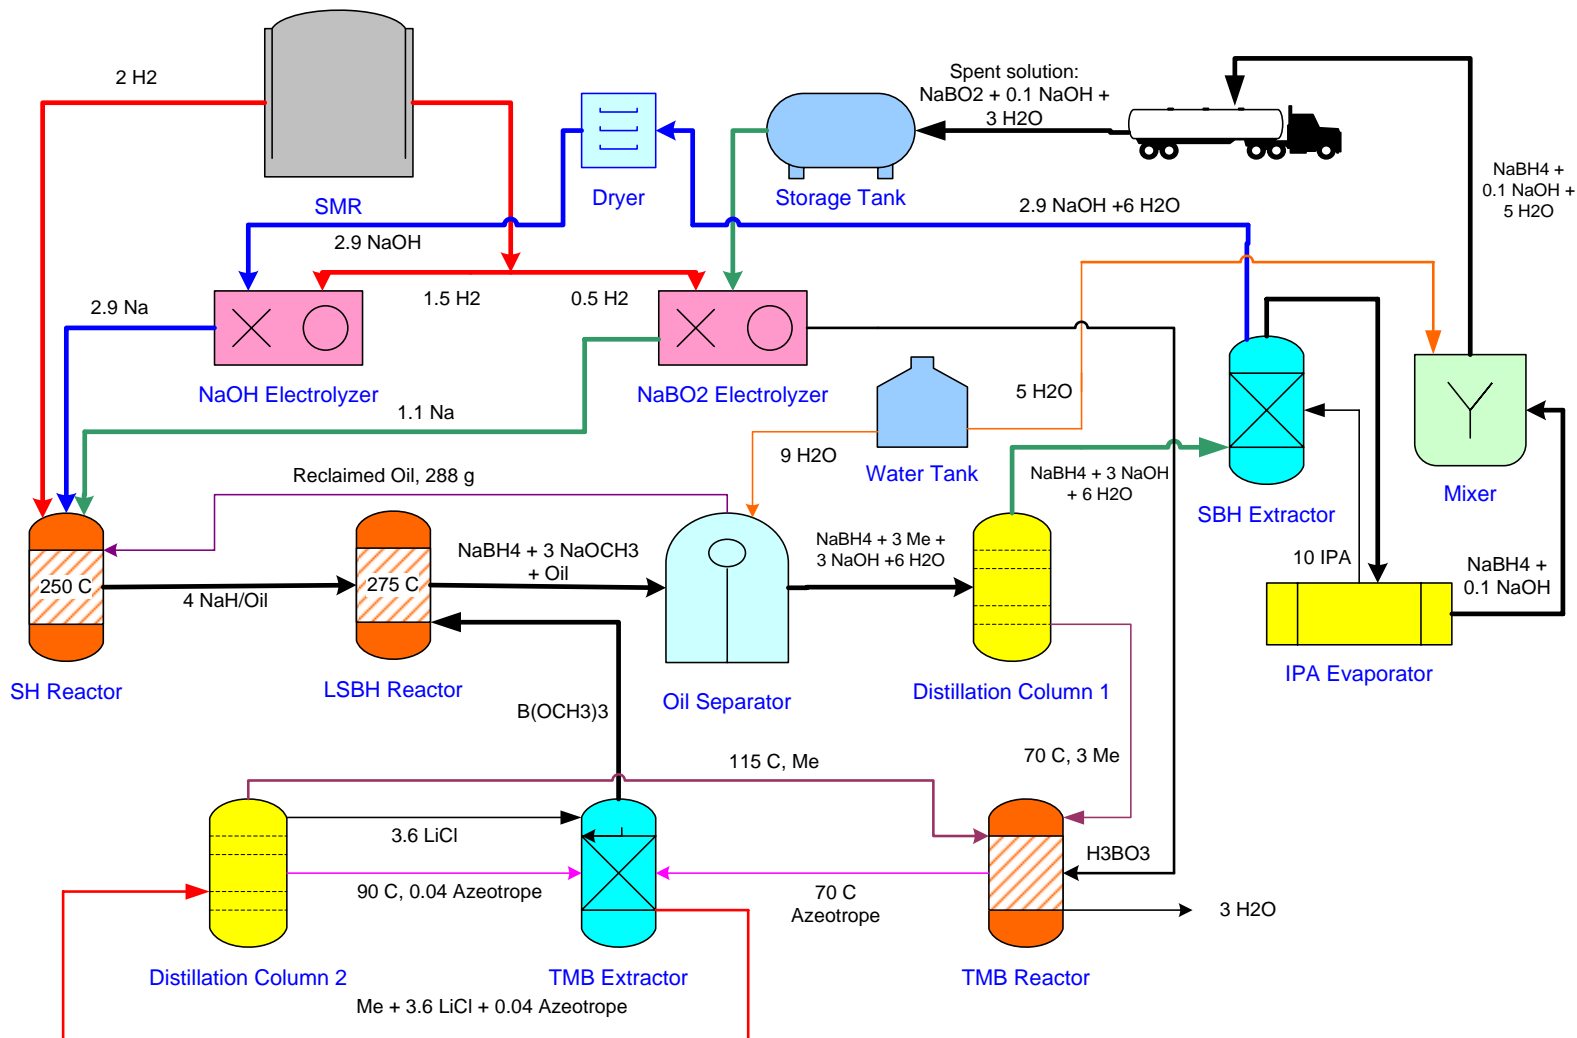 2 H2
Spent solution:
NaBO2 + 0.1 NaOH +
3 H2O
NaBH4 +
0.1 NaOH +
5 H2O
SMR
Dryer
Storage Tank
2.9 NaOH +6 H2O
2.9 NaOH
2.9 Na
1.5 H2
0.5 H2
NaOH Electrolyzer
NaBO2 Electrolyzer
5 H2O
1.1 Na
9 H2O
Water Tank
NaBH4 + 3 NaOH
+ 6 H2O
Mixer
SBH Extractor
Reclaimed Oil, 288 g
NaBH4 + 3 NaOCH3
+ Oil
NaBH4 + 3 Me +
3 NaOH +6 H2O
10 IPA
NaBH4 +
0.1 NaOH
250 C
4 NaH/Oil
275 C
SH Reactor
LSBH Reactor
Oil Separator
Distillation Column 1
IPA Evaporator
B(OCH3)3
115 C, Me
70 C, 3 Me
3.6 LiCl
H3BO3
90 C, 0.04 Azeotrope
70 C
Azeotrope
3 H2O
Distillation Column 2
TMB Extractor
TMB Reactor
Me + 3.6 LiCl + 0.04 Azeotrope